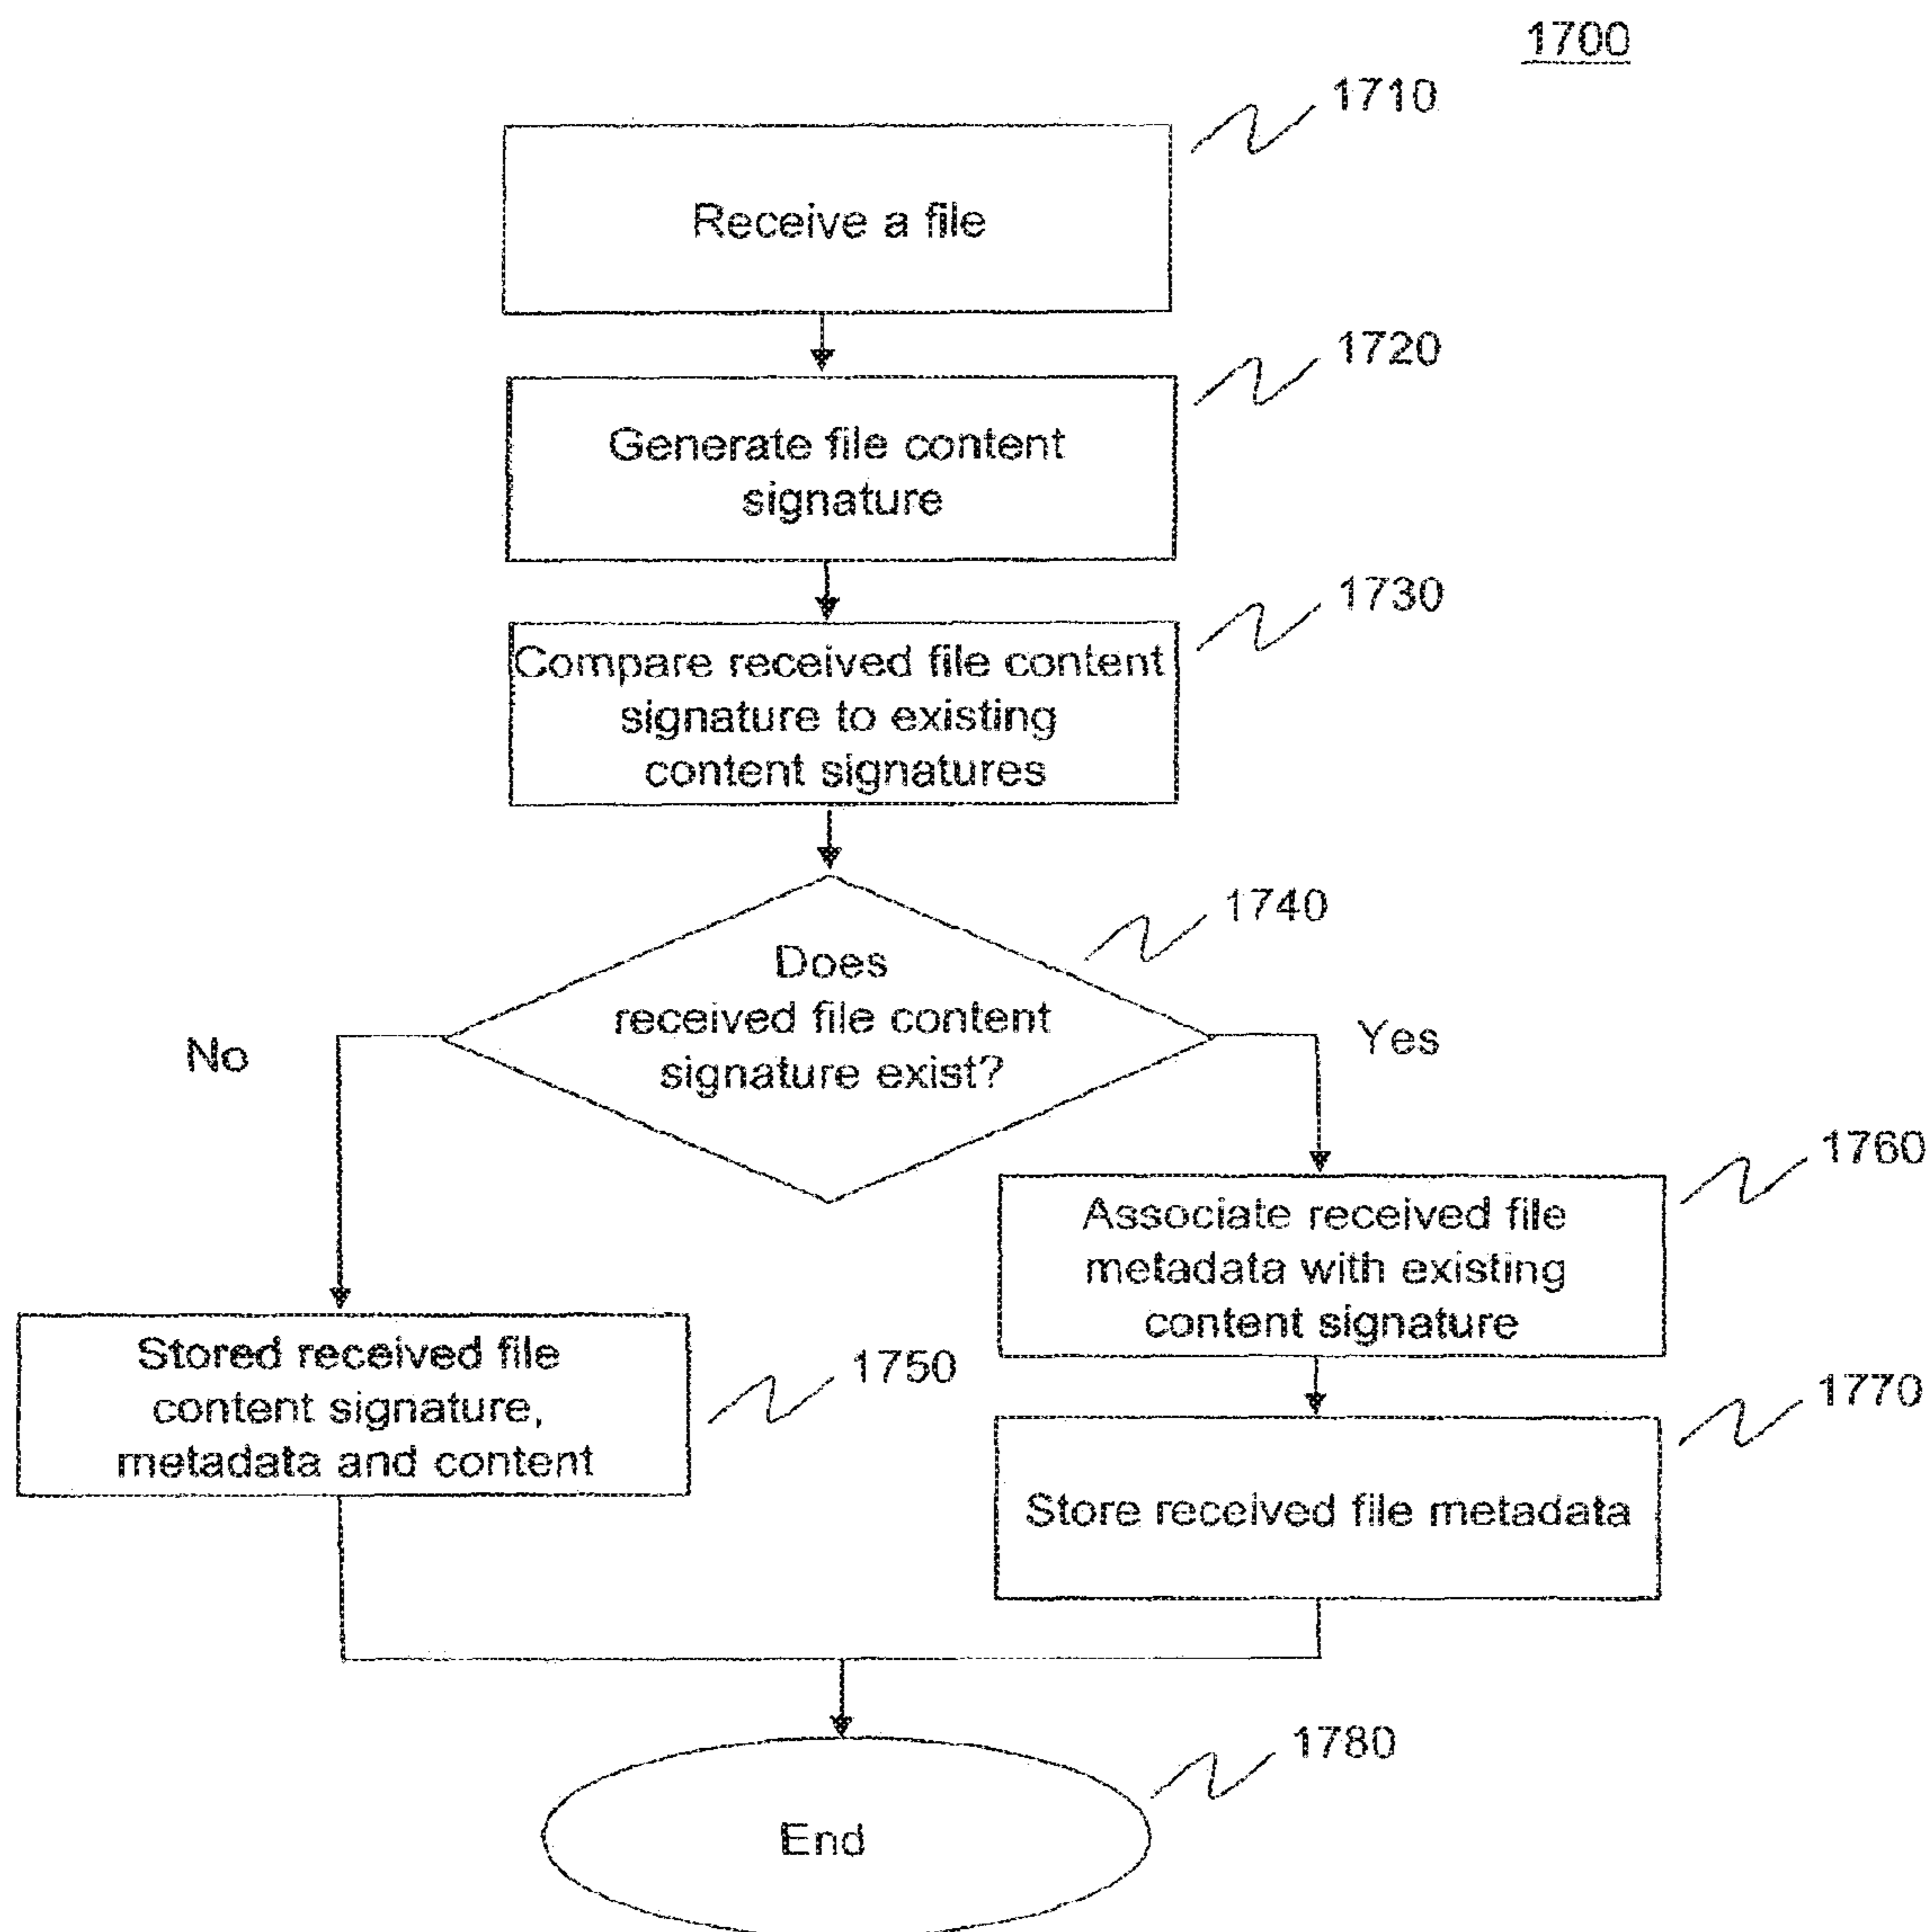 1700
1710
Receive a file
1720
Generate file content
signature
1730
Compare received file content
signature to existing
content signatures
1740
Does
received file content
signature exist?
No
Yes
1760
Associate received file
metadata with existing
content signature
Stored received file
content signature,
metadata and content
1750
1770
Store received file metadata
1780
End